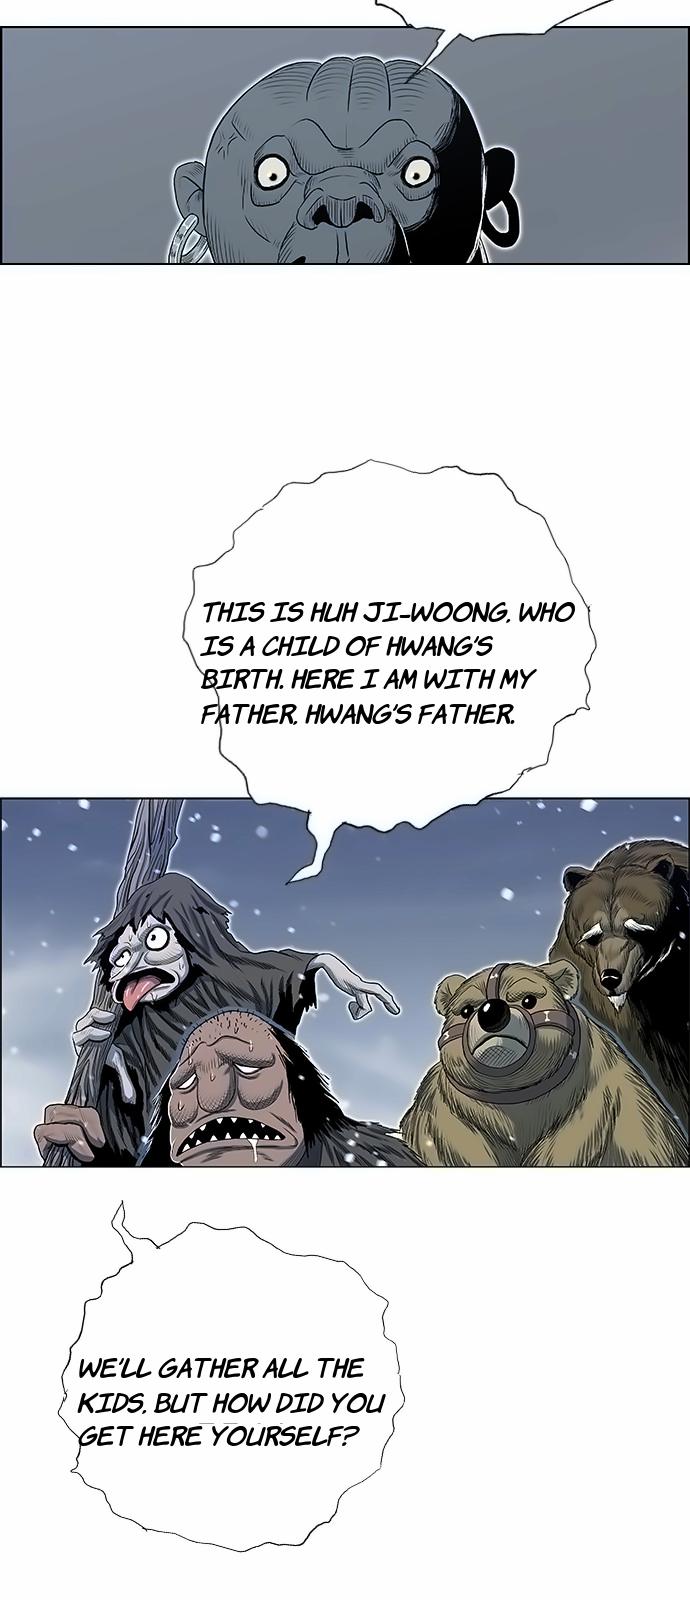 THIS IS HUH JI-WOONG, WHO
IS A CHILD OF HWANG'S
BIRTH. HERE I AM WITH MY
FATHER, HWANG'S FATHER.
WE'LL GATHER ALL THE
KIDS, BUT HOW DID YOU
GET HERE YOURSELF?